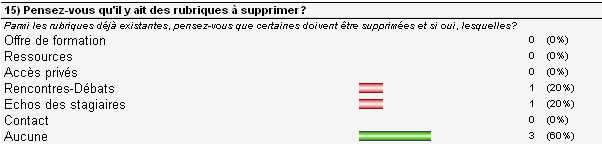 15) Pensez-vous qu'il y ait des rubriques à supprimer ?
Parmi les rubriques déjà existantes, pensez-vous que certaines doivent être supprimées et si oui, lesquelles?
Offre de formation 0 (0%)
Ressources 0 (0%)
Accès privés 0 (0%)
Rencontres-Débats 1 (20%)
Echos des stagiaires 1 (20%)
Contact 0 (0%)
Aucune 3 (60%)